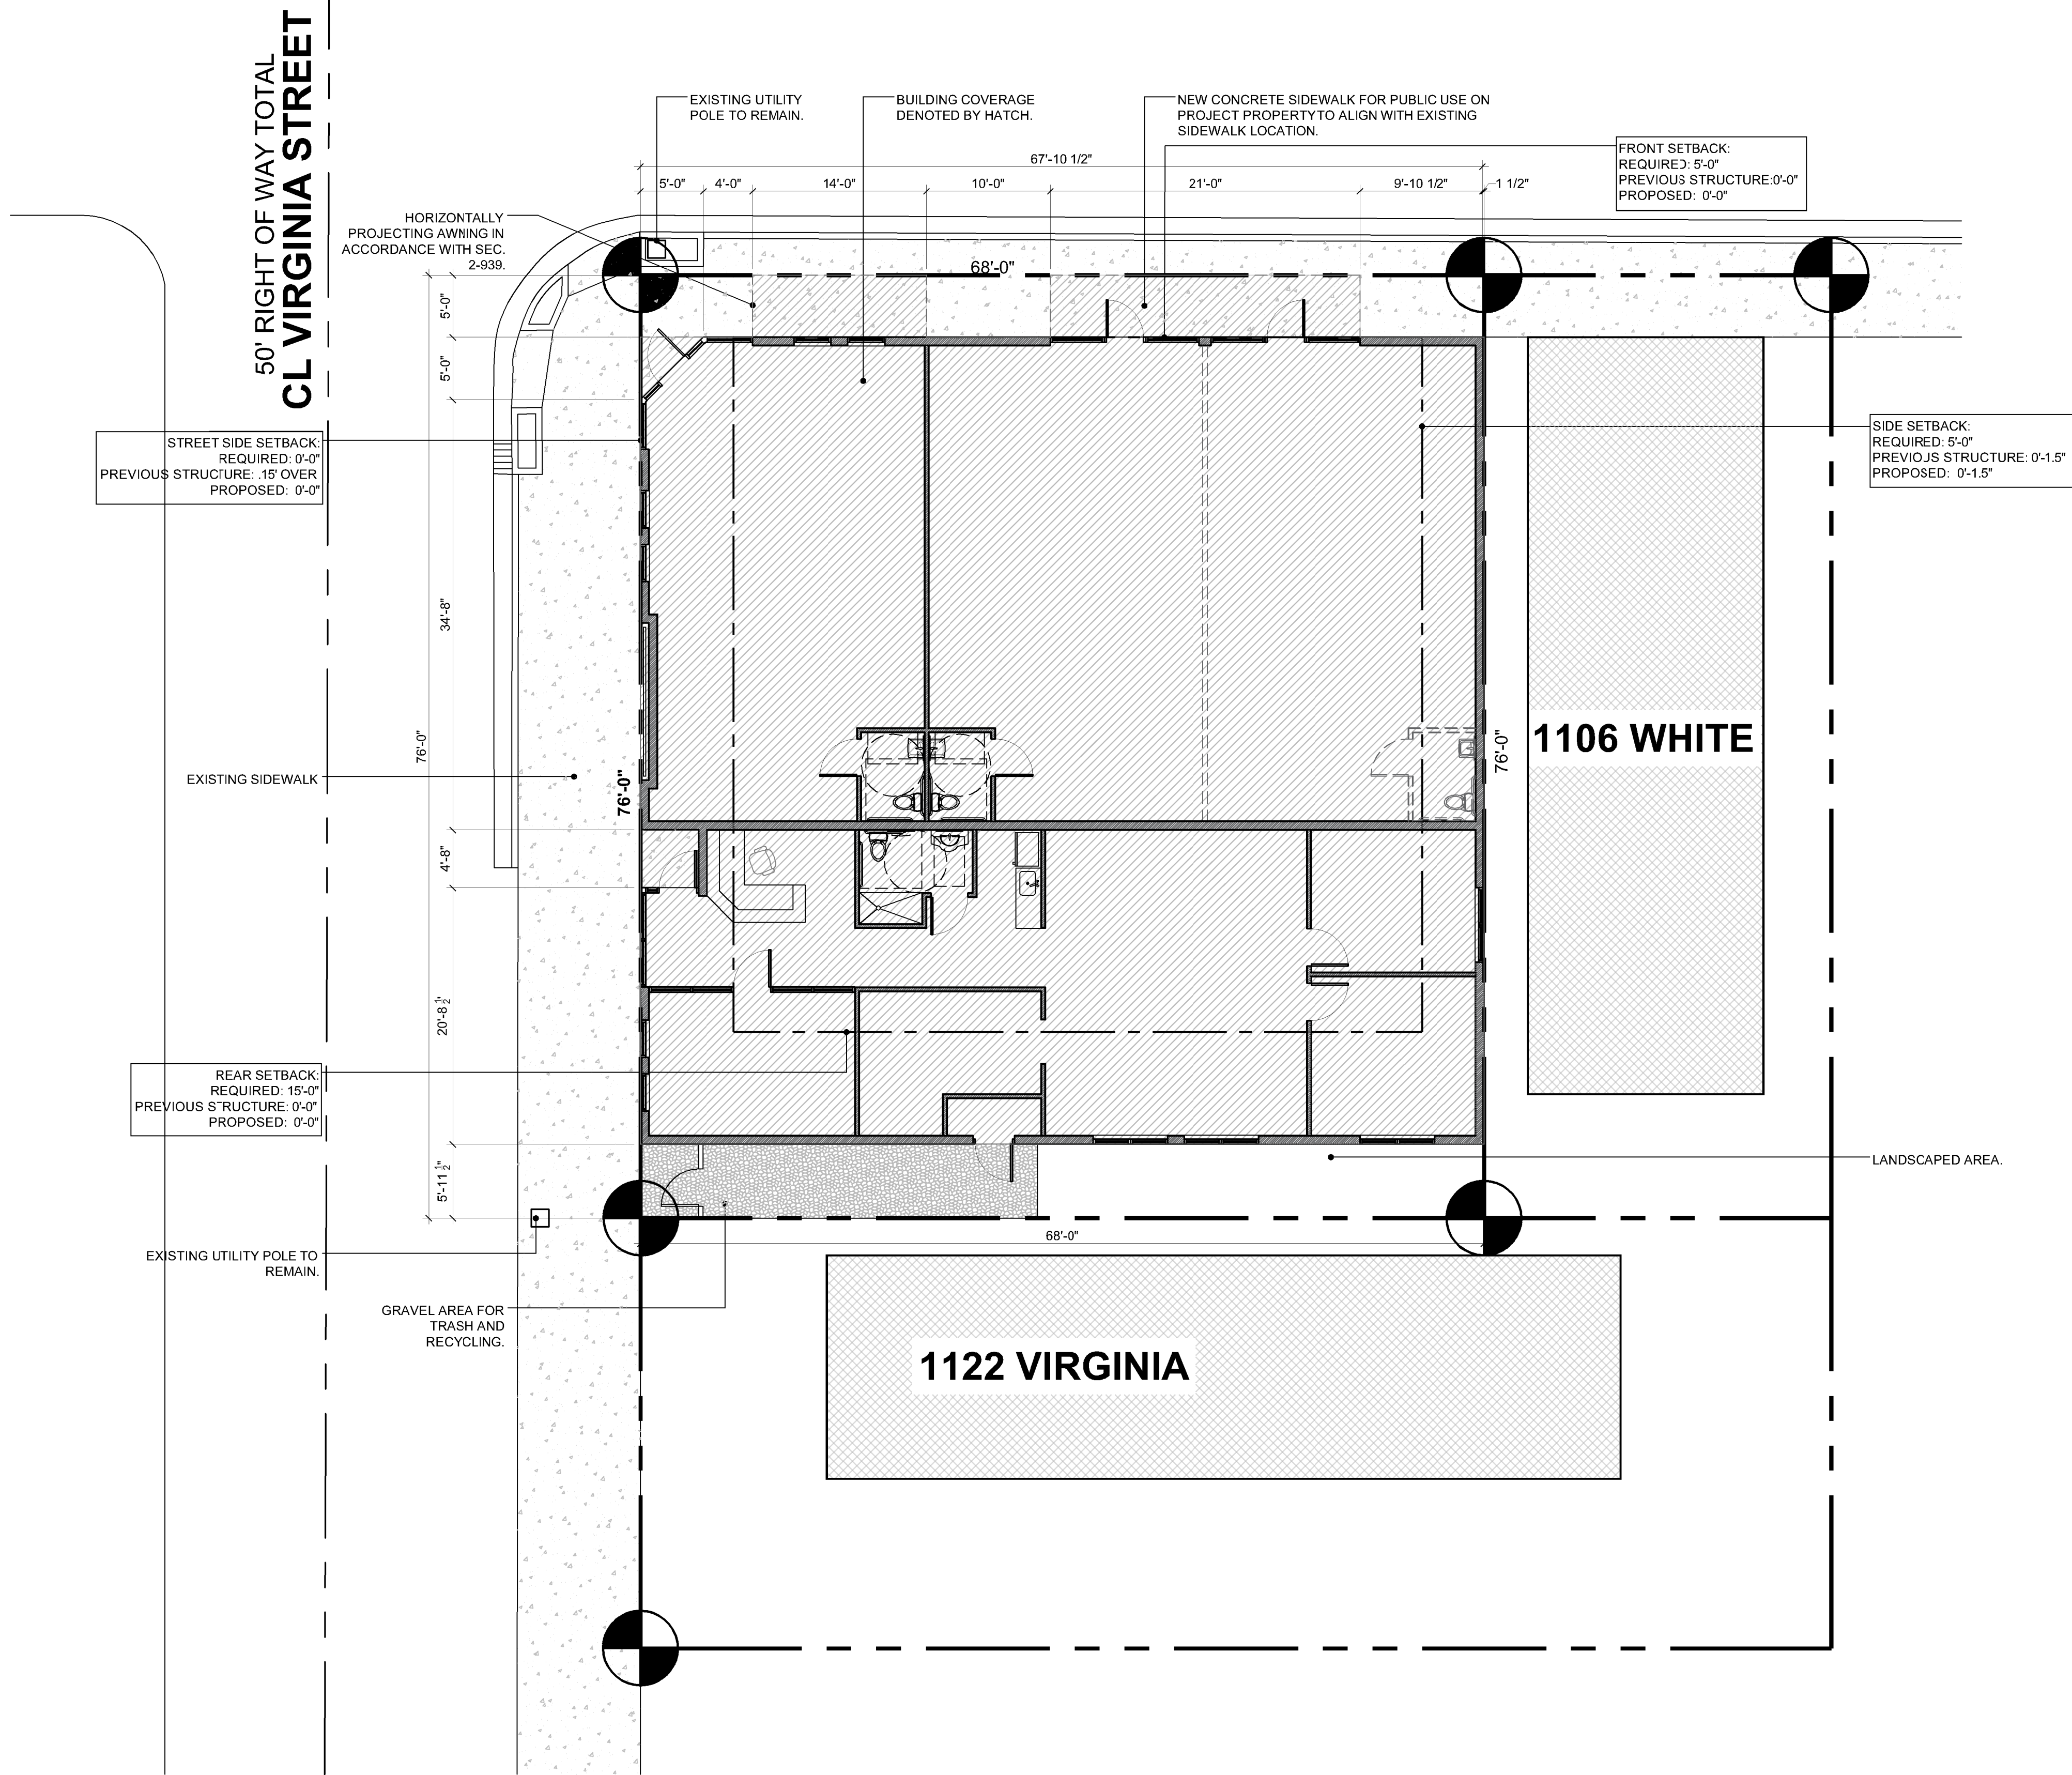 50' RIGHT OF WAY TOTAL
CL VIRGINIA STREET
EXISTING UTILITY
POLE TO REMAIN.
BUILDING COVERAGE
DENOTED BY HATCH.
NEW CONCRETE SIDEWALK FOR PUBLIC USE ON
PROJECT PROPERTY TO ALIGN WITH EXISTING
SIDEWALK LOCATION.
FRONT SETBACK:
REQUIRED: 5'-0"
PREVIOUS STRUCTURE:0'-0"
PROPOSED: 0'-0"
67'-10 1/2"
5'-0"
4'-0"
14'-0"
10'-0"
21'-0"
9'-10 1/2"
1 1/2"
HORIZONTALLY
PROJECTING AWNING IN
ACCORDANCE WITH SEC.
2-939.
68'-0"
5'-0"
5'-0"
34'-8"
76'-0"
4'-8"
20'-8 1/2"
5'-11 1/2"
STREET SIDE SETBACK:
REQUIRED: 0'-0"
PREVIOUS STRUCTURE: .15' OVER
PROPOSED: 0'-0"
SIDE SETBACK:
REQUIRED: 5'-0"
PREVIOUS STRUCTURE: 0'-1.5"
PROPOSED: 0'-1.5"
76'-0"
76'-0"
1106 WHITE
EXISTING SIDEWALK
REAR SETBACK:
REQUIRED: 15'-0"
PREVIOUS STRUCTURE: 0'-0"
PROPOSED: 0'-0"
LANDSCAPED AREA.
EXISTING UTILITY POLE TO
REMAIN.
68'-0"
GRAVEL AREA FOR
TRASH AND
RECYCLING.
1122 VIRGINIA